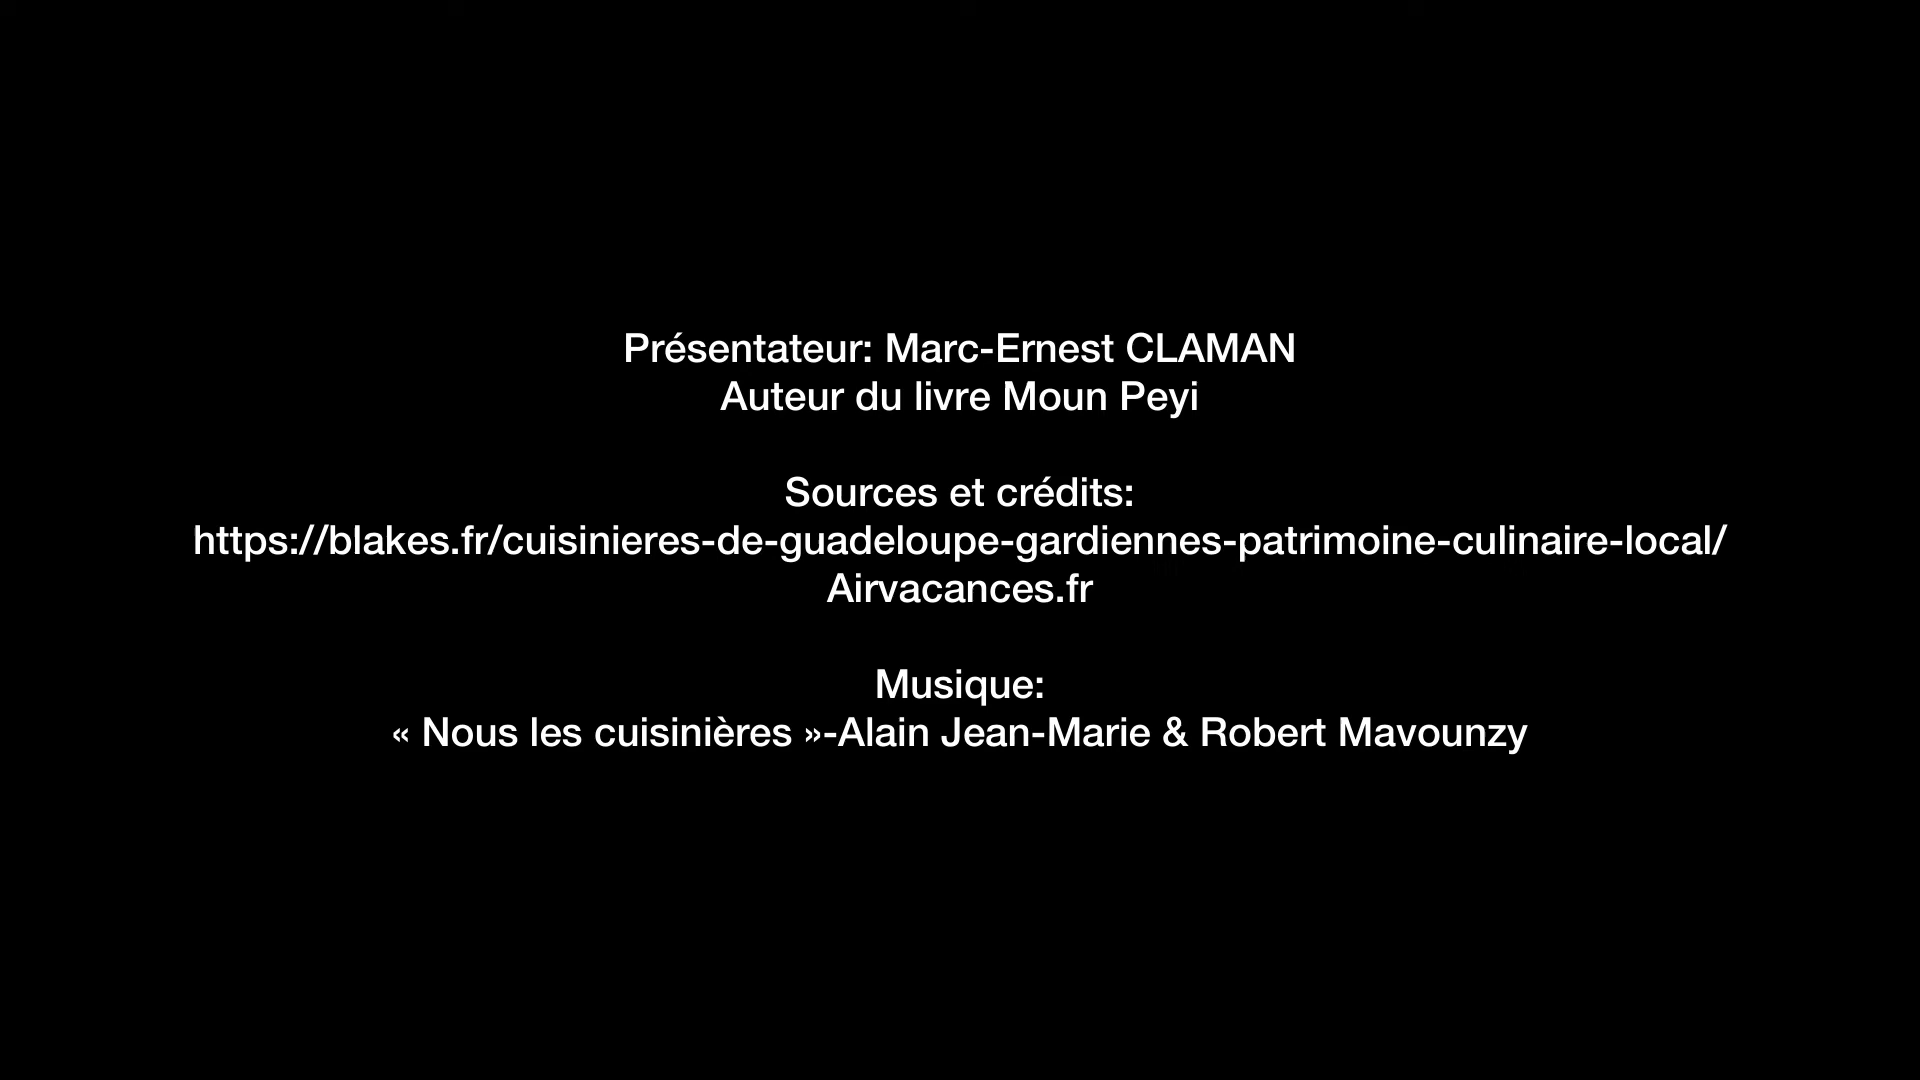 Présentateur: Marc-Ernest CLAMAN
Auteur du livre Moun Peyi
Sources et crédits:
https://blakes.fr/cuisinieres-de-guadeloupe-gardiennes-patrimoine-culinaire-local/
Airvacances.fr
Musique:
« Nous les cuisinières »-Alain Jean-Marie & Robert Mavounzy